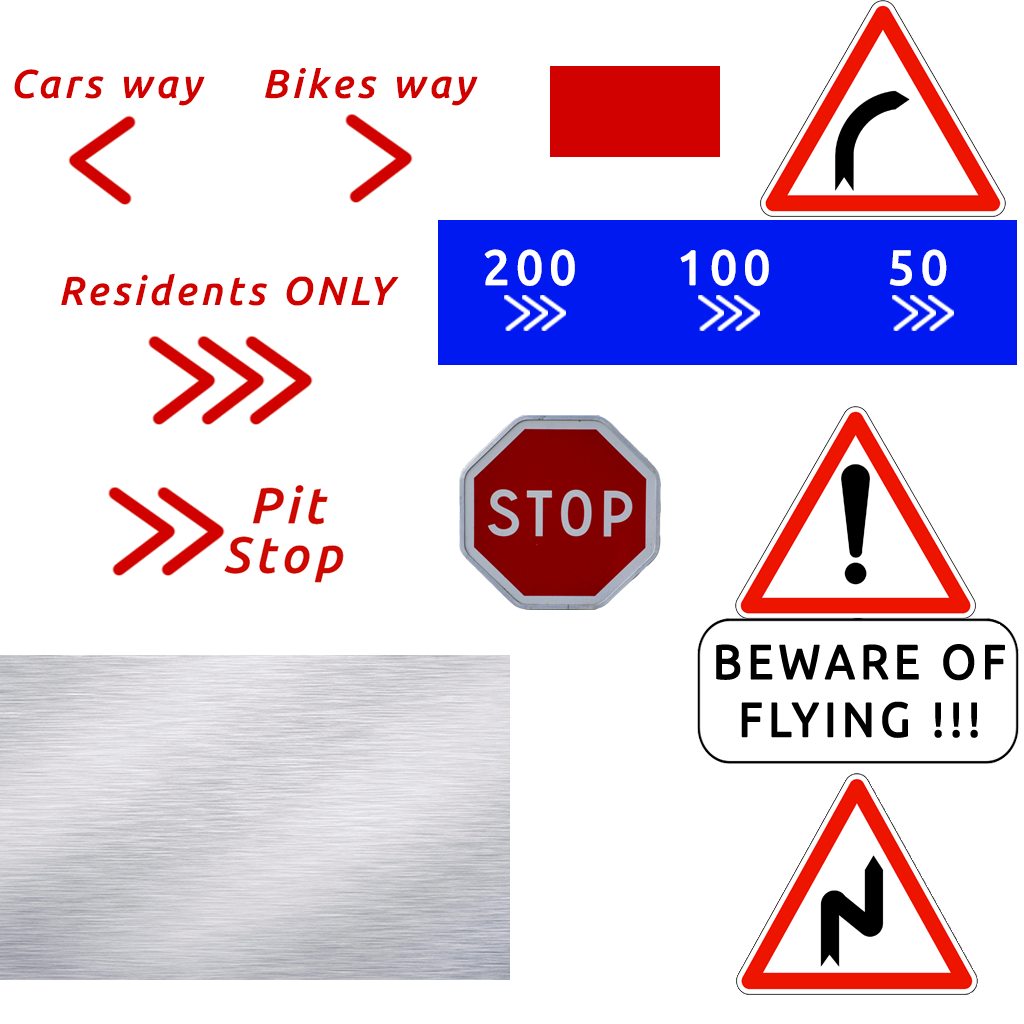 Cars way
Bikes way
Residents ONLY
200
100
50
Pit
Stop
STOP
BEWARE OF
FLYING !!!